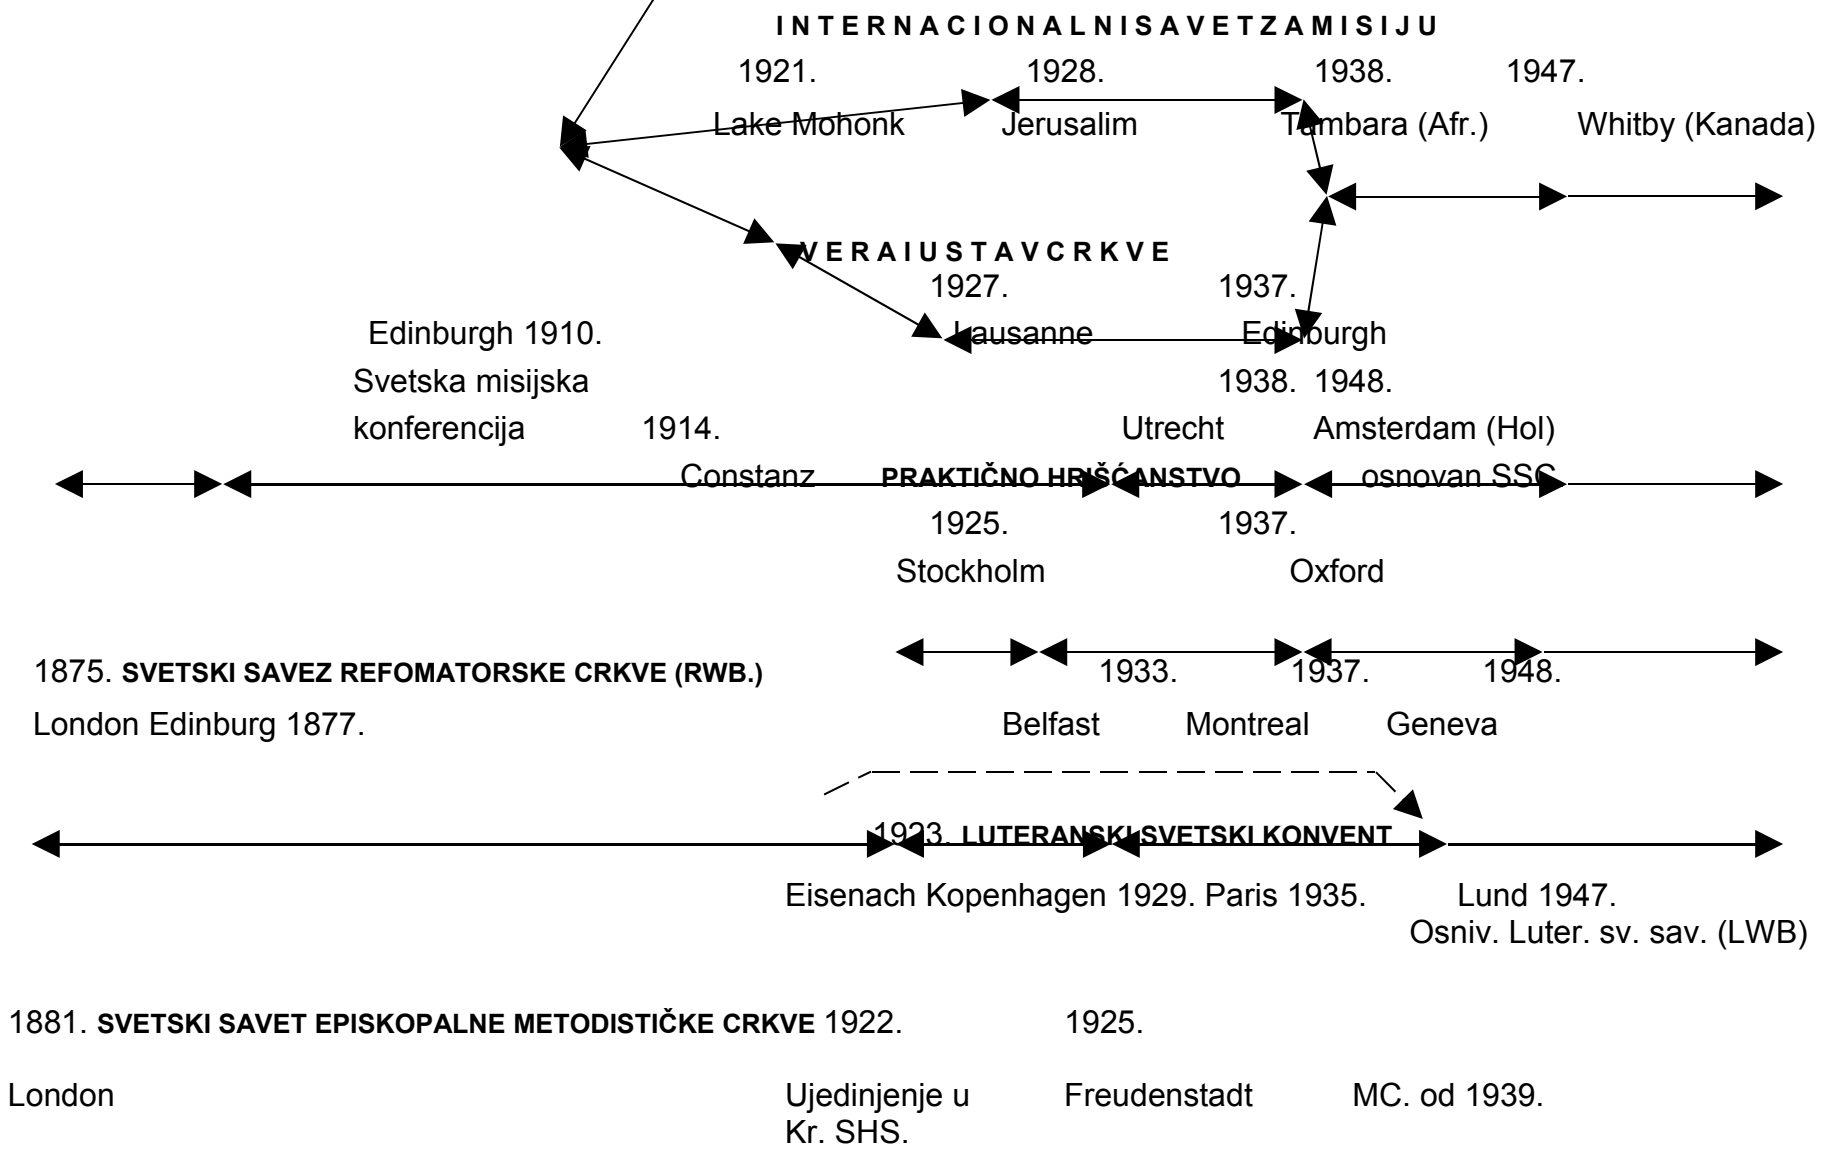 I N T E R N A C I O N A L N I S A V E T Z A M I S I J U
1921. 1928. 1938. 1947.
Lake Mohonk Jerusalim Tambara (Afr.) Whitby (Kanada)
V E R A I U S T A V C R K V E
1927. 1937.
Edinburgh 1910. Lausanne Edinburgh
Svetska misijska 1938. 1948.
konferencija 1914. Utrecht Amsterdam (Hol)
Constanz PRAKTIČNO HRIŠĆANSTVO osnovan SSC
1925. 1937.
Stockholm Oxford
1875. SVETSKI SAVEZ REFOMATORSKE CRKVE (RWB.) 1933. 1937. 1948.
London Edinburg 1877. Belfast Montreal Geneva
1923. LUTERANSKI SVETSKI KONVENT
Eisenach Kopenhagen 1929. Paris 1935. Lund 1947.
Osniv. Luter. sv. sav. (LWB)
1881. SVETSKI SAVET EPISKOPALNE METODISTIČKE CRKVE 1922. 1925.
London Ujedinjenje u Freudenstadt MC. od 1939.
Kr. SHS.